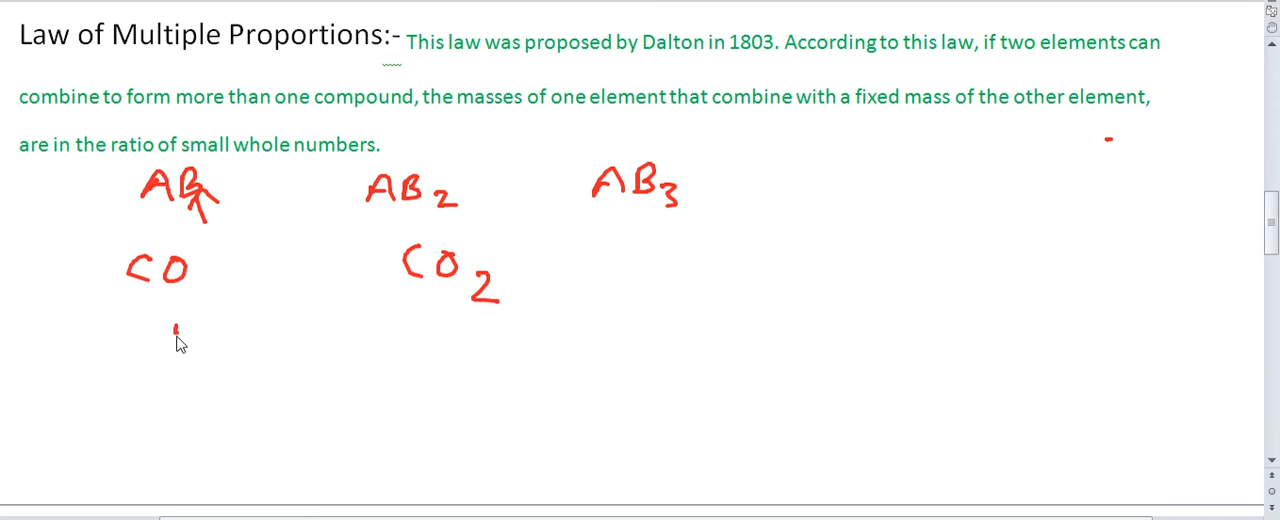 Law of Multiple Proportions:- This law was proposed by Dalton in 1803. According to this law, if two elements can
combine to form more than one compound, the masses of one element that combine with a fixed mass of the other element,
are in the ratio of small whole numbers.
AB AB2 AB3
CO CO2